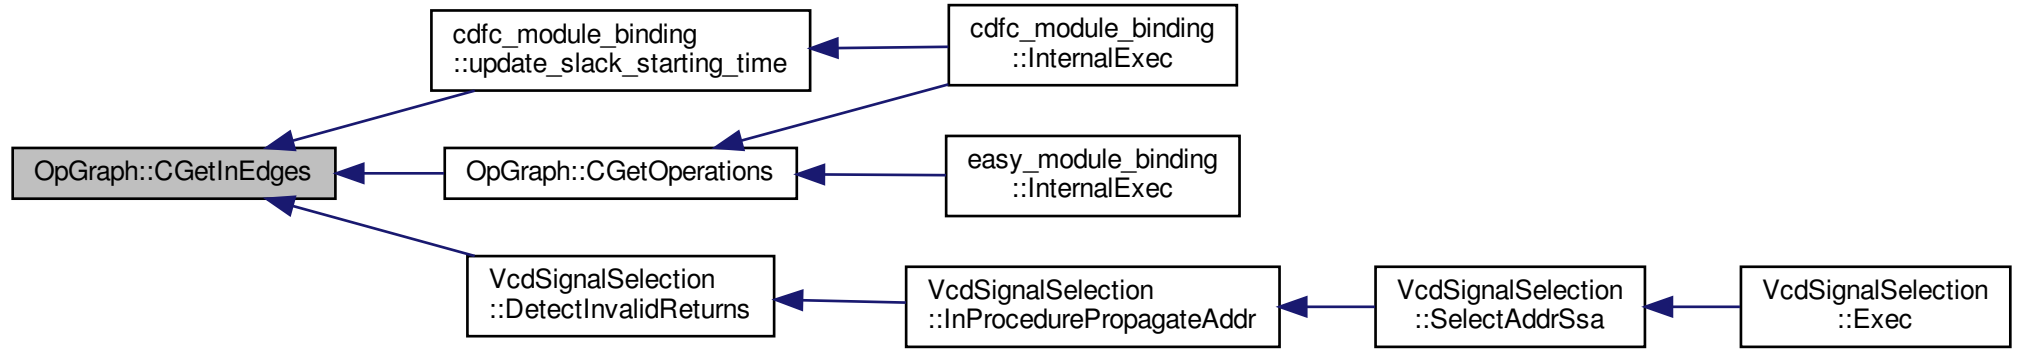 OpGraph::CGetInEdges
cdfc_module_binding
::update_slack_starting_time
cdfc_module_binding
::InternalExec
OpGraph::CGetOperations
easy_module_binding
::InternalExec
VcdSignalSelection
::DetectInvalidReturns
VcdSignalSelection
::InProcedurePropagateAddr
VcdSignalSelection
::SelectAddrSsa
VcdSignalSelection
::Exec